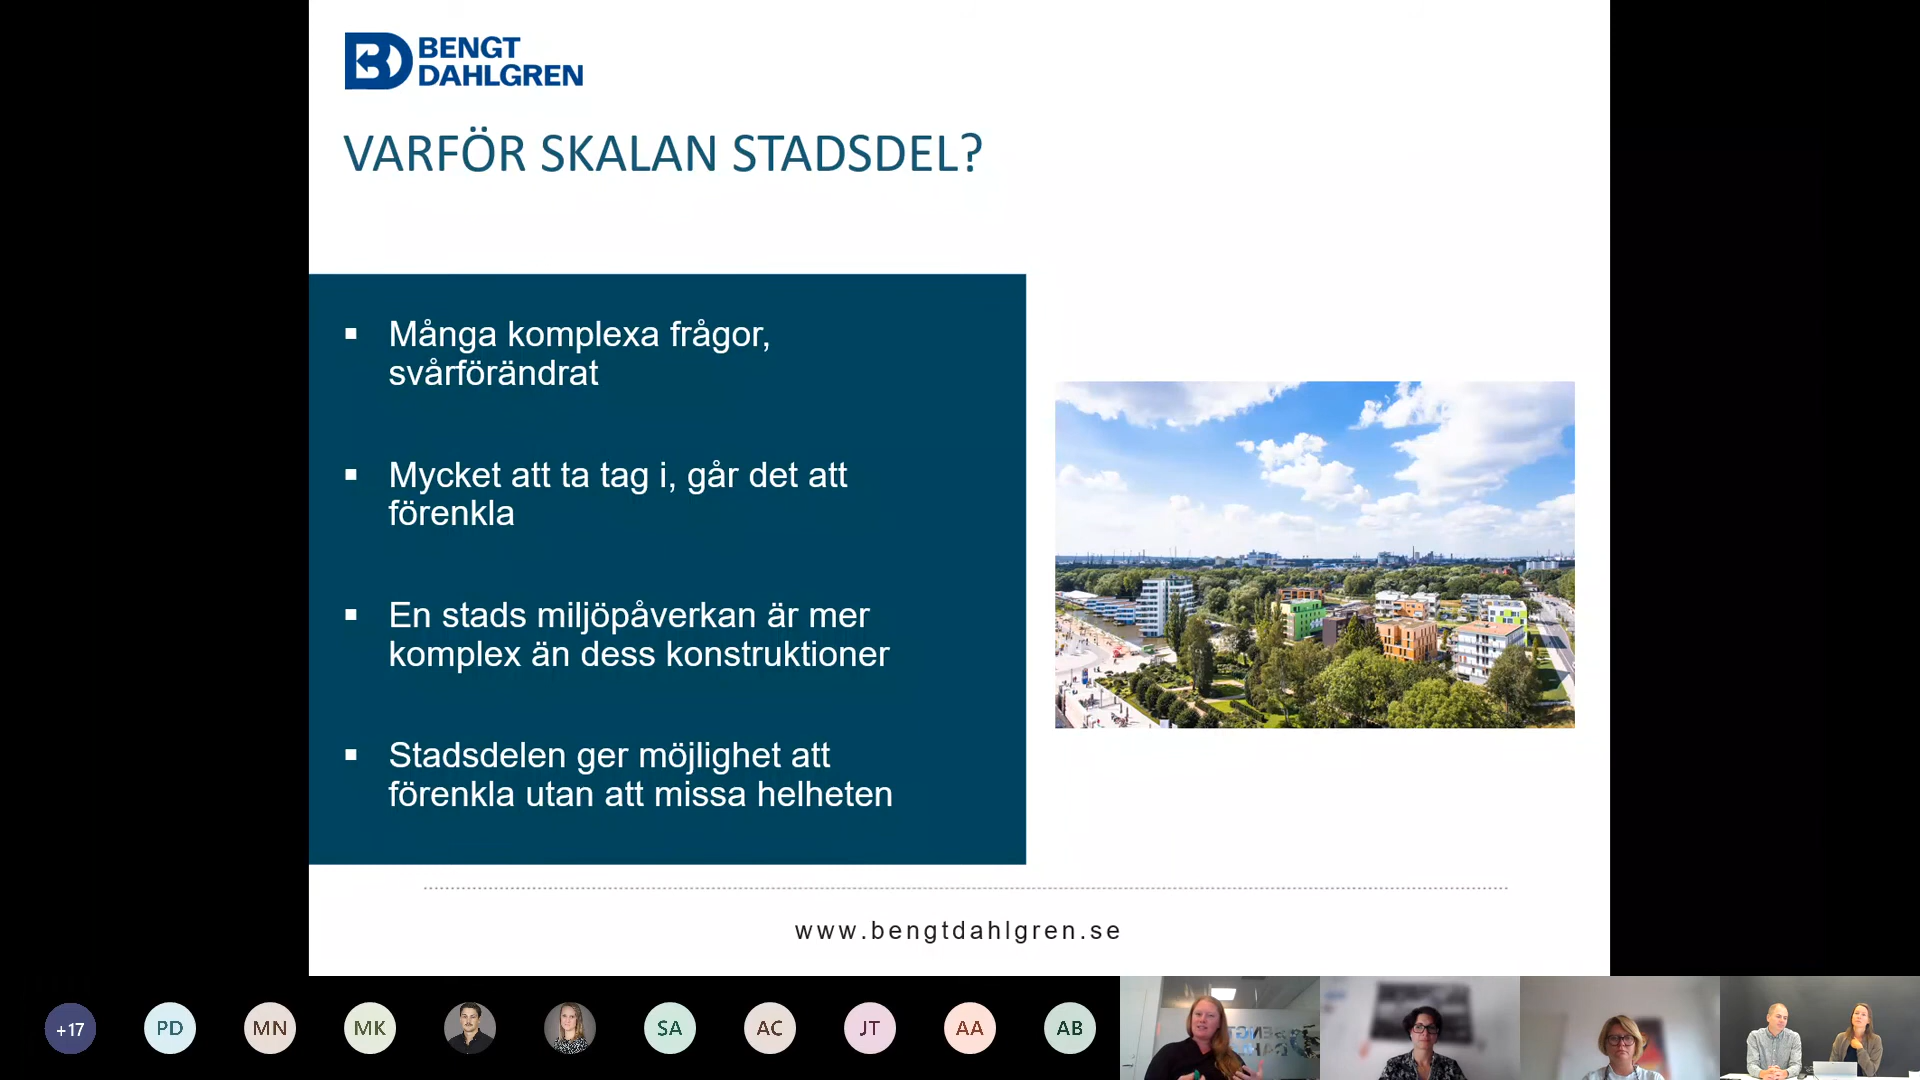 BENGT
DAHLGREN
VARFÖR SKALAN STADSDEL?
▪ Många komplexa frågor,
svårförändrat
▪ Mycket att ta tag i, går det att
förenkla
▪ En stads miljöpåverkan är mer
komplex än dess konstruktioner
▪ Stadsdelen ger möjlighet att
förenkla utan att missa helheten
www.bengtdahlgren.se
+17
PD
MN
MK
SA
AC
JT
AA
AB